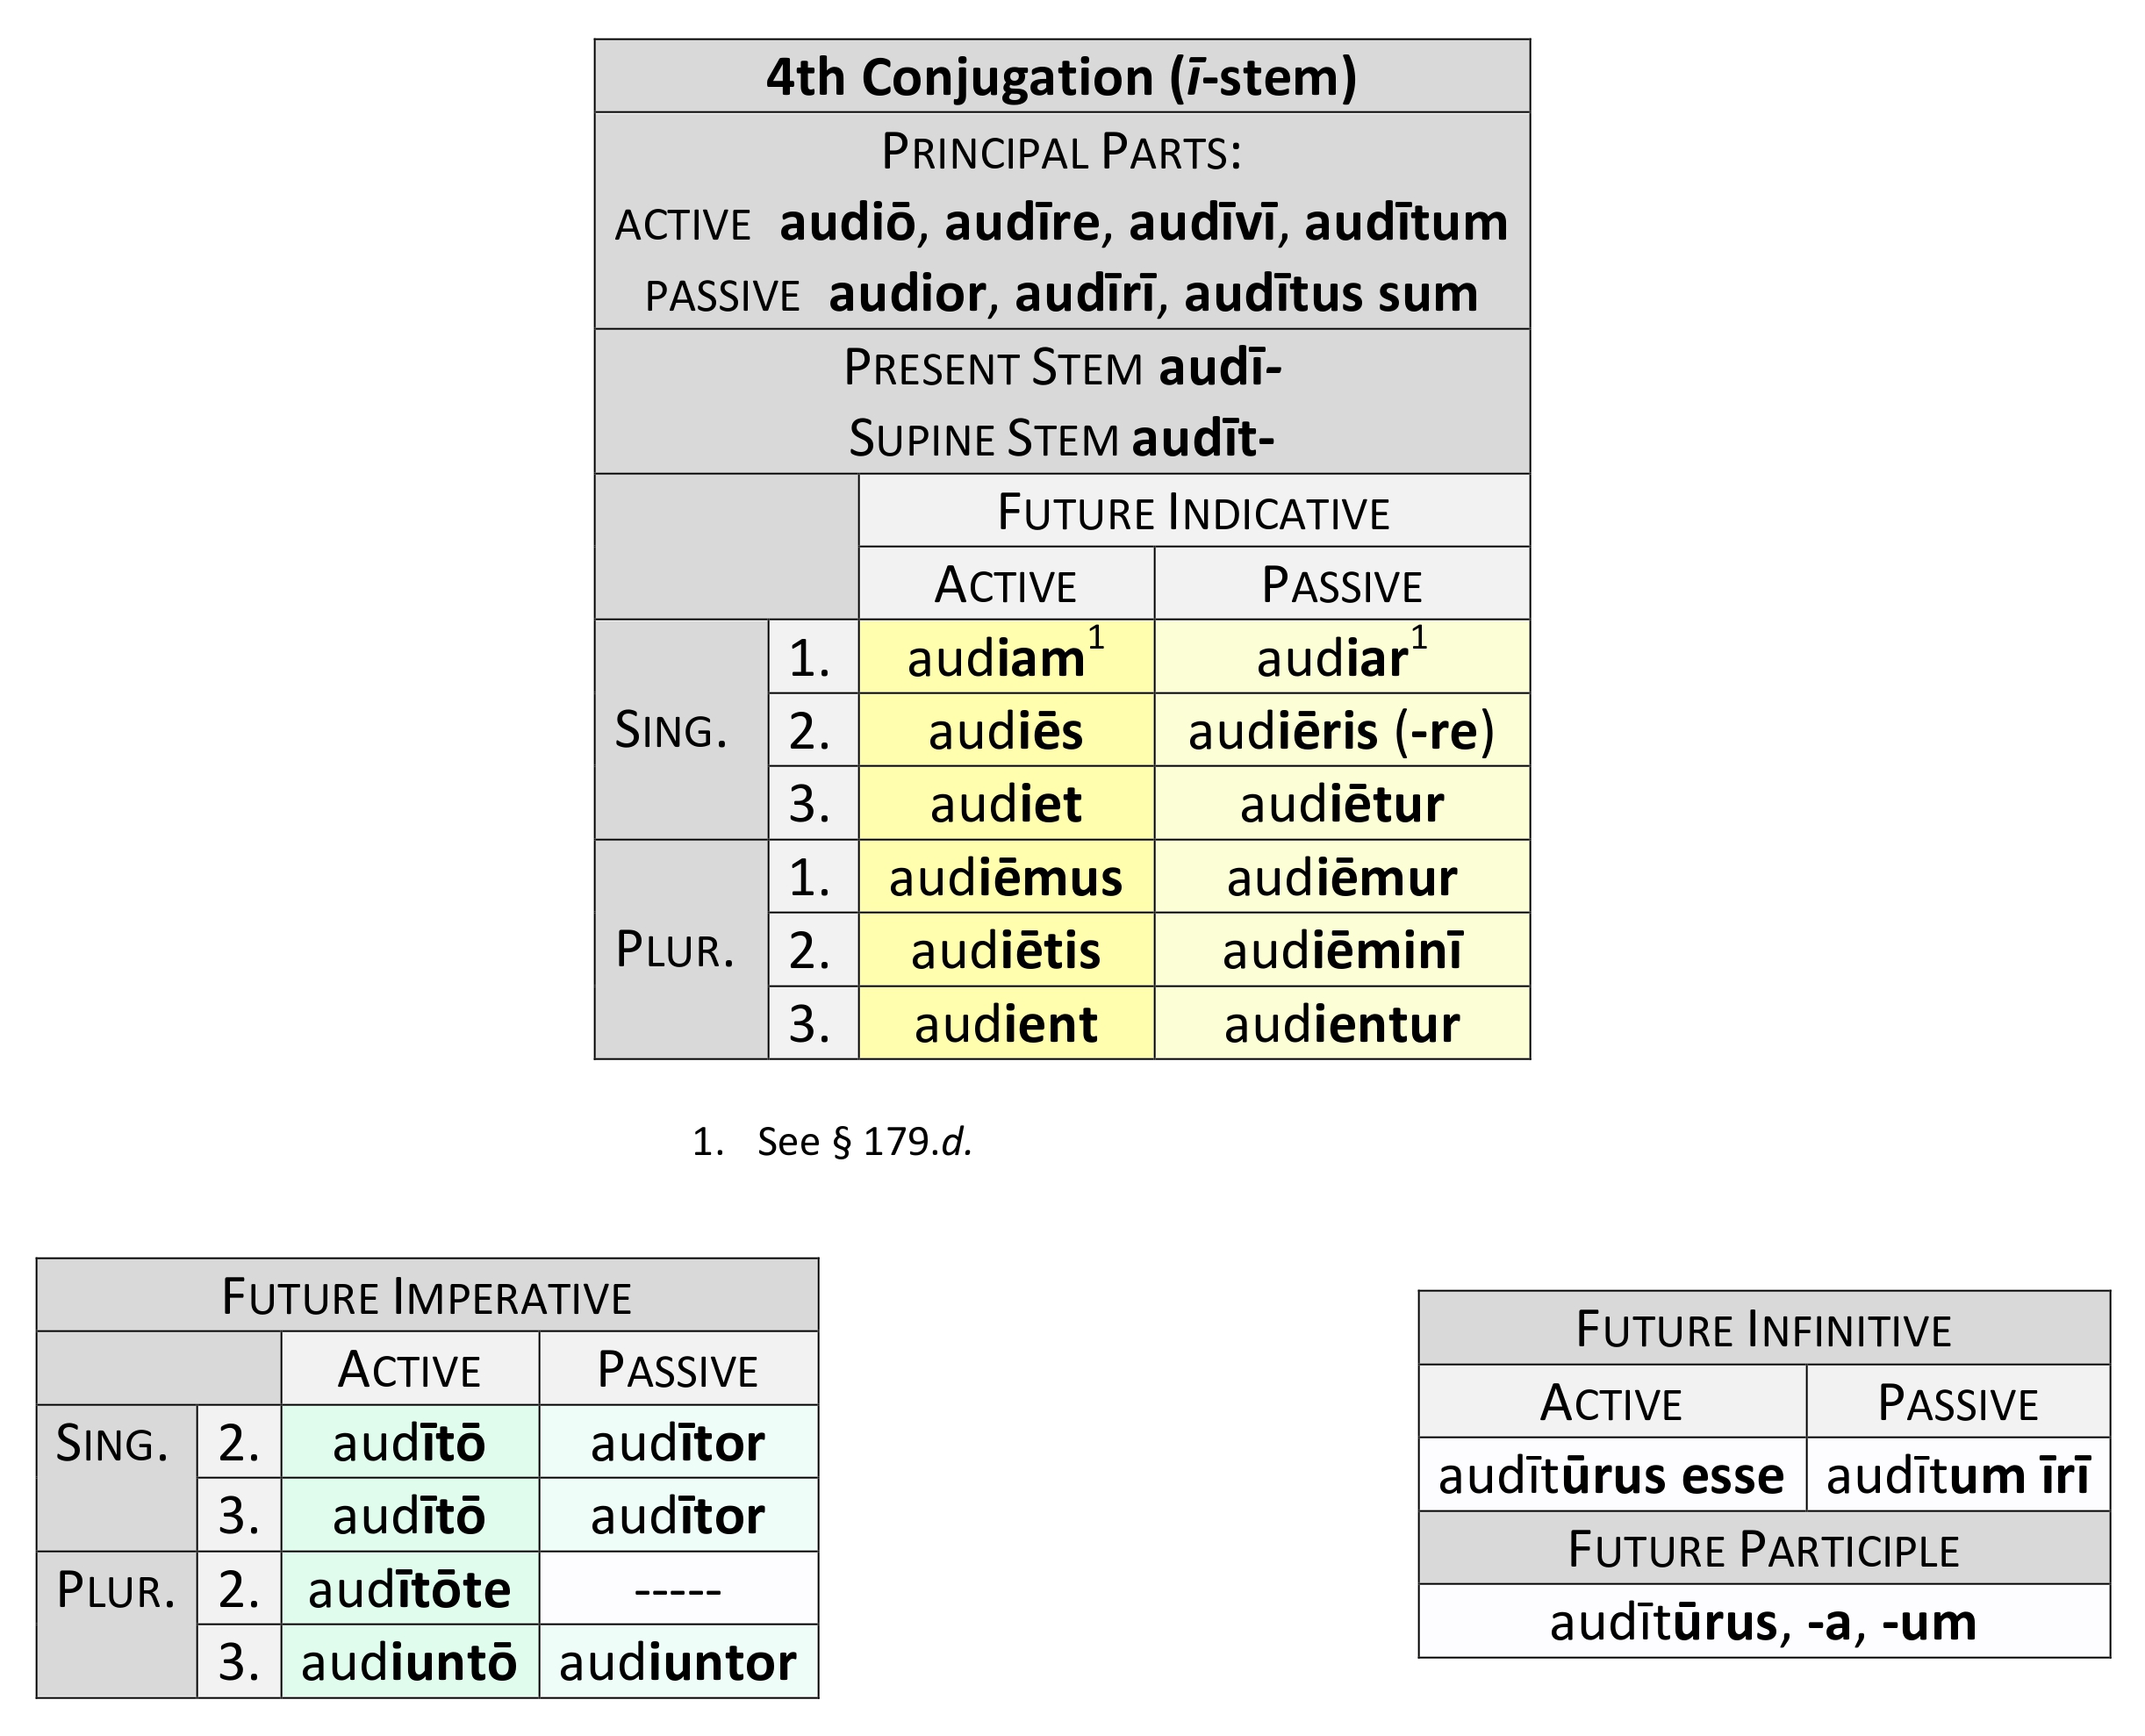 4th Conjugation (ī-stem)
PRINCIPAL PARTS:
ACTIVE audiō, audīre, audīvī, audītum
PASSIVE audior, audīrī, audītus sum
PRESENT STEM audī-
SUPINE STEM audīt-
FUTURE INDICATIVE
ACTIVE PASSIVE
SING. 1. audiam¹ audiar¹
2. audiēs audiēris (-re)
3. audiet audiētur
PLUR. 1. audiēmus audiēmur
2. audiētis audiēminī
3. audient audientur
1. See § 179.d.
FUTURE IMPERATIVE
ACTIVE PASSIVE
SING. 2. audītō audītor
3. audītō audītor
PLUR. 2. audītōte -----
3. audiuntō audiuntor
FUTURE INFINITIVE
ACTIVE PASSIVE
audītūrus esse audītum īrī
FUTURE PARTICIPLE
audītūrus, -a, -um